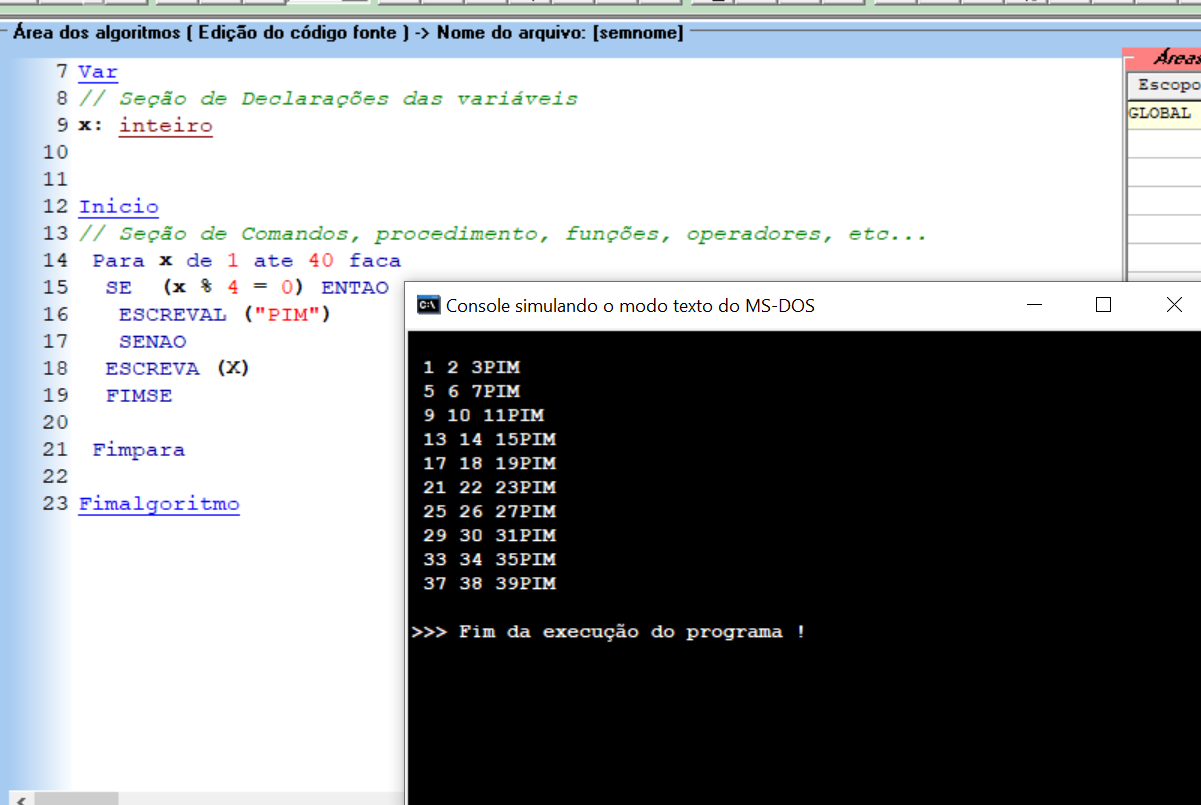 Área dos algoritmos ( Edição do código fonte ) -> Nome do arquivo: [semnome]
Áreas
Escopo
GLOBAL
7 Var
8 // Seção de Declarações das variáveis
9 x: inteiro
10
11
12 Inicio
13 // Seção de Comandos, procedimento, funções, operadores, etc...
14 Para x de 1 ate 40 faca
15 SE (x % 4 = 0) ENTAO
16 ESCREVAL ("PIM")
17 SENAO
18 ESCREVA (X)
19 FIMSE
20
21 Fimpara
22
23 Fimalgoritmo
Console simulando o modo texto do MS-DOS
1 2 3PIM
5 6 7PIM
9 10 11PIM
13 14 15PIM
17 18 19PIM
21 22 23PIM
25 26 27PIM
29 30 31PIM
33 34 35PIM
37 38 39PIM
>>> Fim da execução do programa !